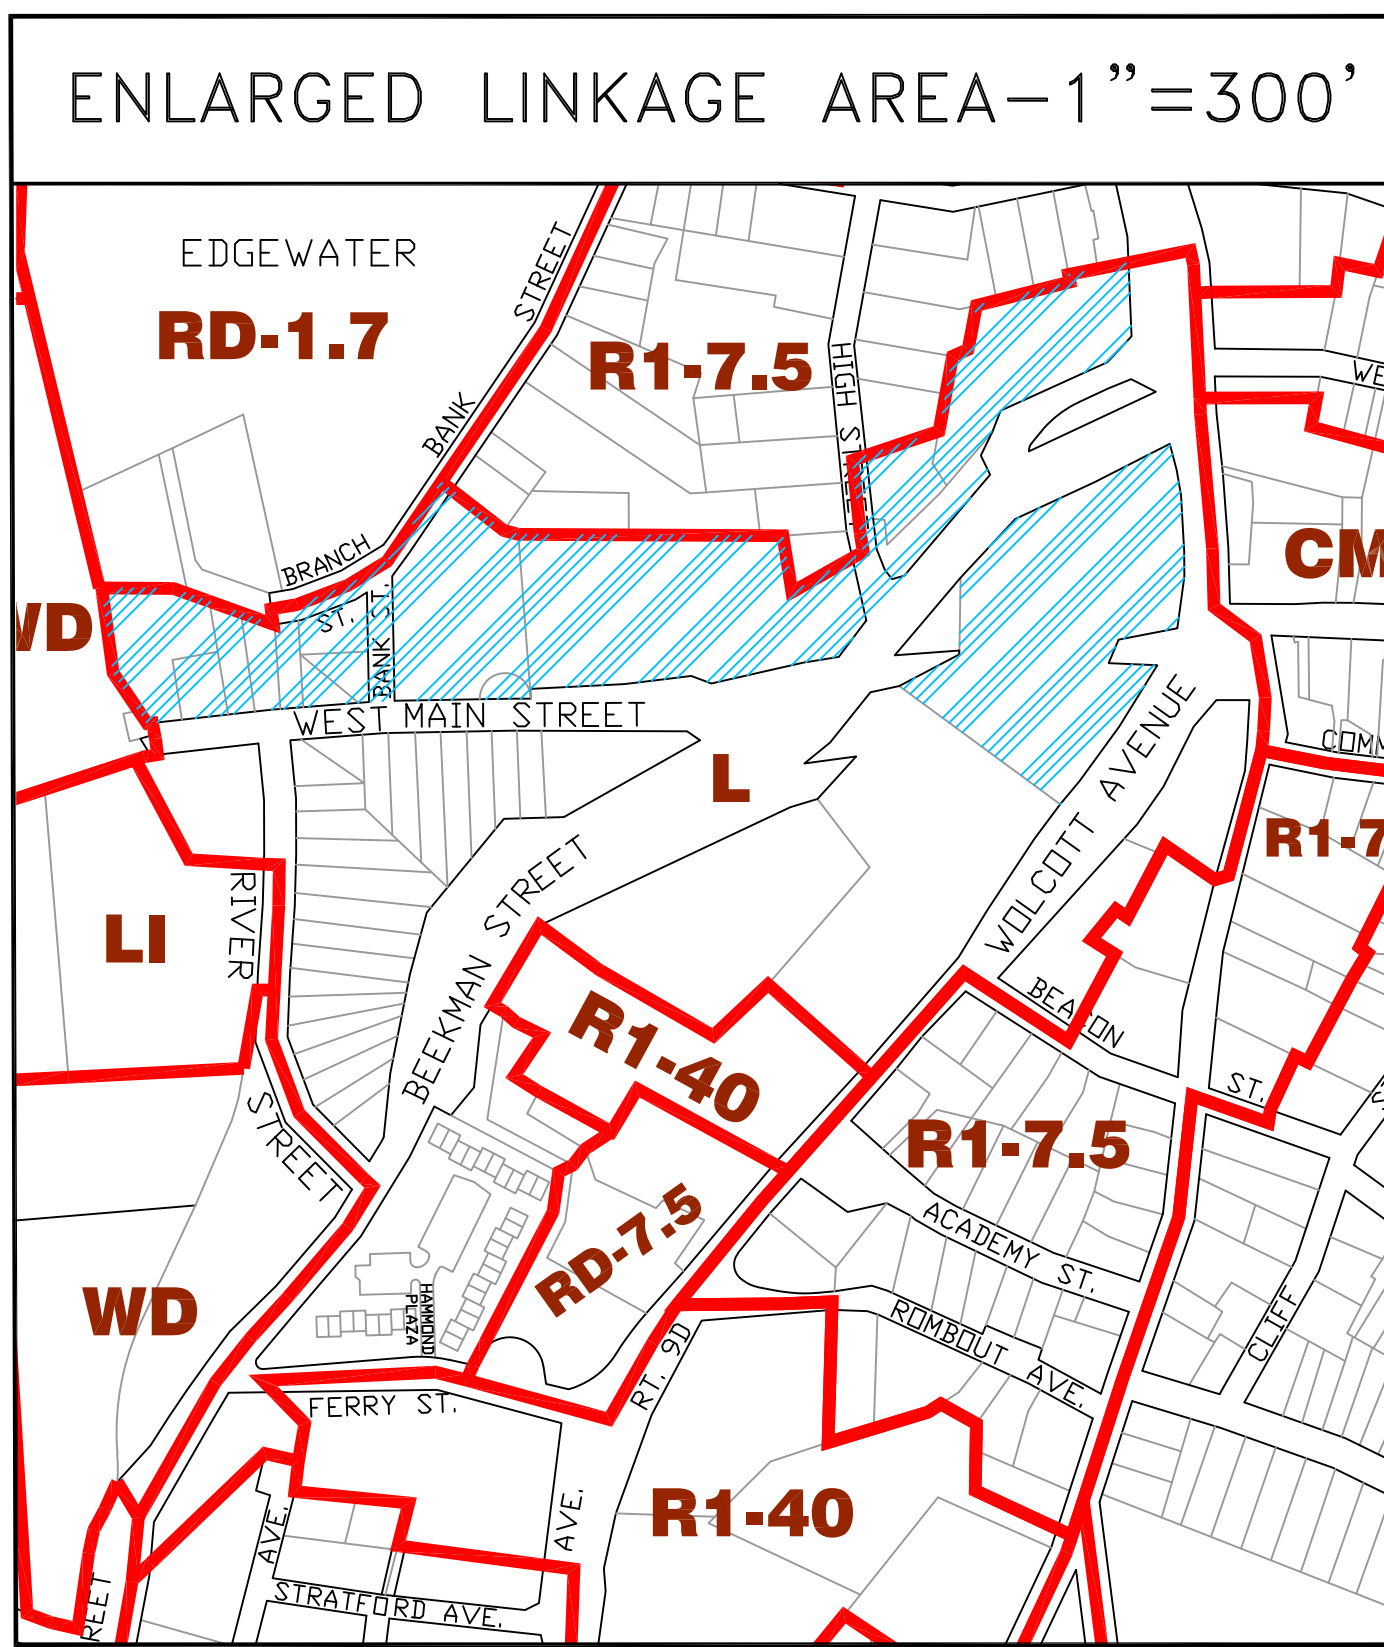 ENLARGED LINKAGE AREA-1"=300'
EDGEWATER
RD-1.7
BANK STREET
R1-7.5
HIGH STREET
WE
CM
BRANCH ST.
BANK ST.
WD
WEST MAIN STREET
L
WOLCOTT AVENUE
COMM
R1-7
LI
RIVER STREET
BEEKMAN STREET
R1-40
BEACON ST.
R1-7.5
RD-7.5
ACADEMY ST.
WD
HAMMOND
PLAZA
RT. 9D
ROMBOUT AVE.
CLIFF
FERRY ST.
R1-40
AVE.
AVE.
STRATFORD AVE.
REET